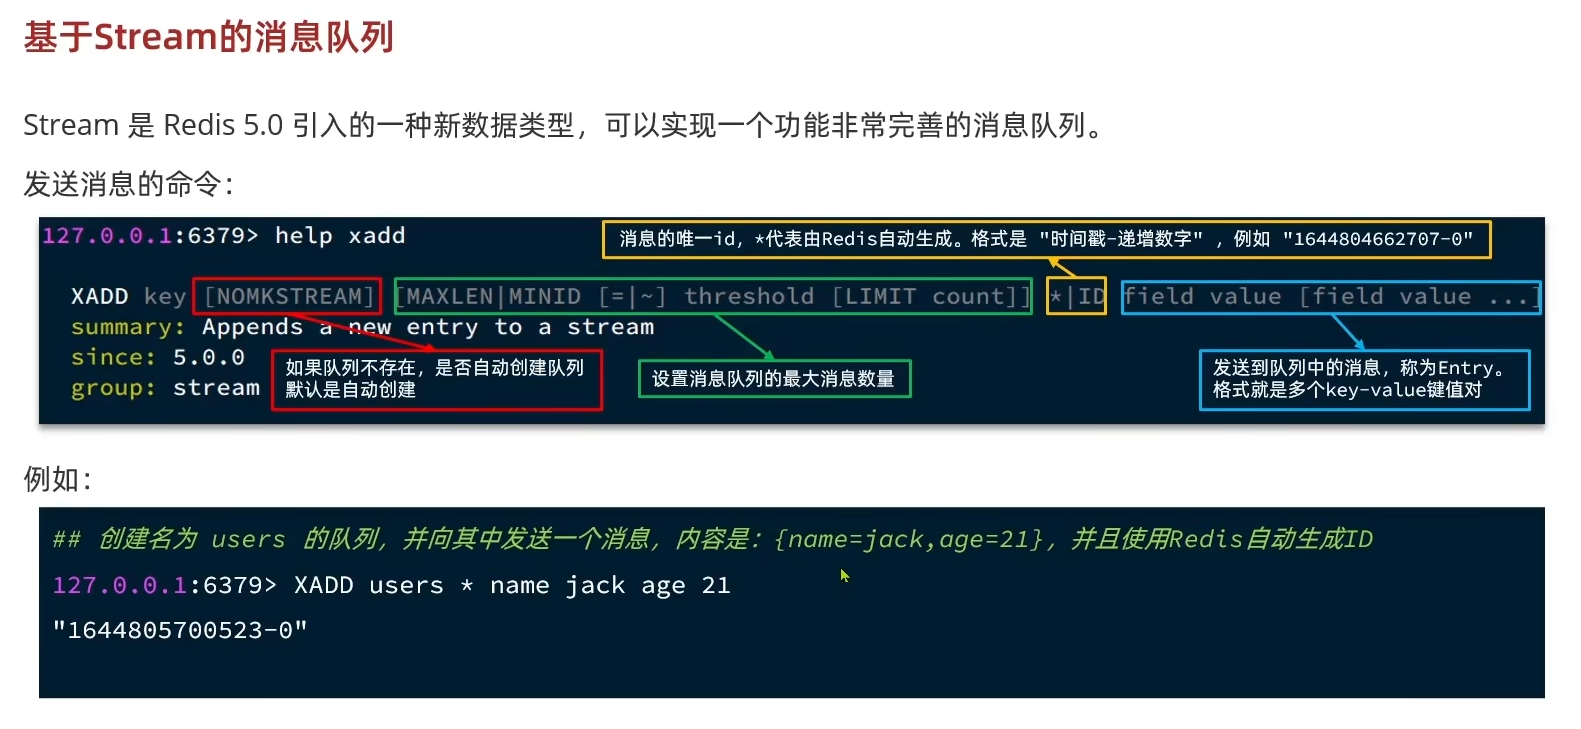 基于Stream的消息队列
Stream 是 Redis 5.0 引入的一种新数据类型，可以实现一个功能非常完善的消息队列。
发送消息的命令：
127.0.0.1:6379> help xadd
消息的唯一id，*代表由Redis自动生成。格式是 "时间戳-递增数字" ，例如 "1644804662707-0"
XADD key [NOMKSTREAM] [MAXLEN|MINID [=|~] threshold [LIMIT count]] *|ID field value [field value ...]
summary: Appends a new entry to a stream
since: 5.0.0
group: stream
如果队列不存在，是否自动创建队列
默认是自动创建
设置消息队列的最大消息数量
发送到队列中的消息，称为Entry。
格式就是多个key-value键值对
例如：
## 创建名为 users 的队列，并向其中发送一个消息，内容是：{name=jack,age=21}，并且使用Redis自动生成ID
127.0.0.1:6379> XADD users * name jack age 21
"1644805700523-0"